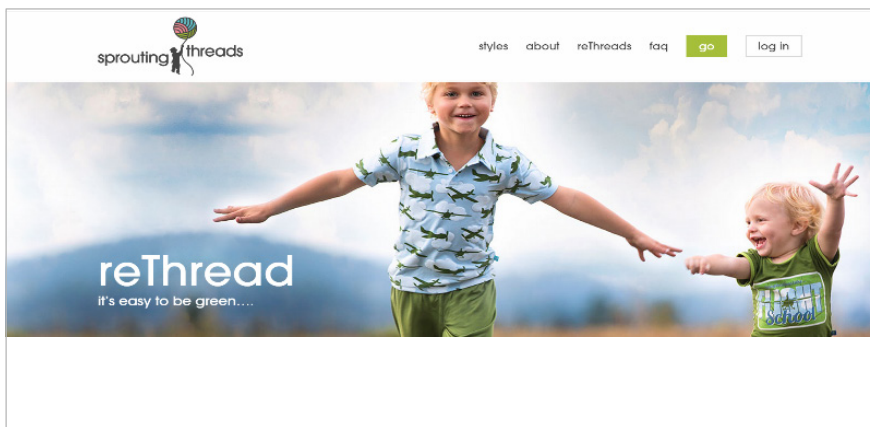 sprouting threads
styles about reThreads faq go log in
reThread
it's easy to be green....
School